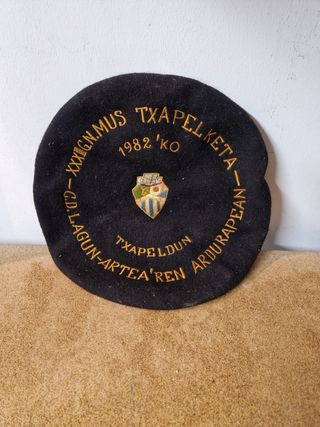 XXXIIGN.MUS TXAPELKETA
1982'KO
TXAPELDUN
C.D.LAGUN-ARTEA'REN ARDURAPEAN